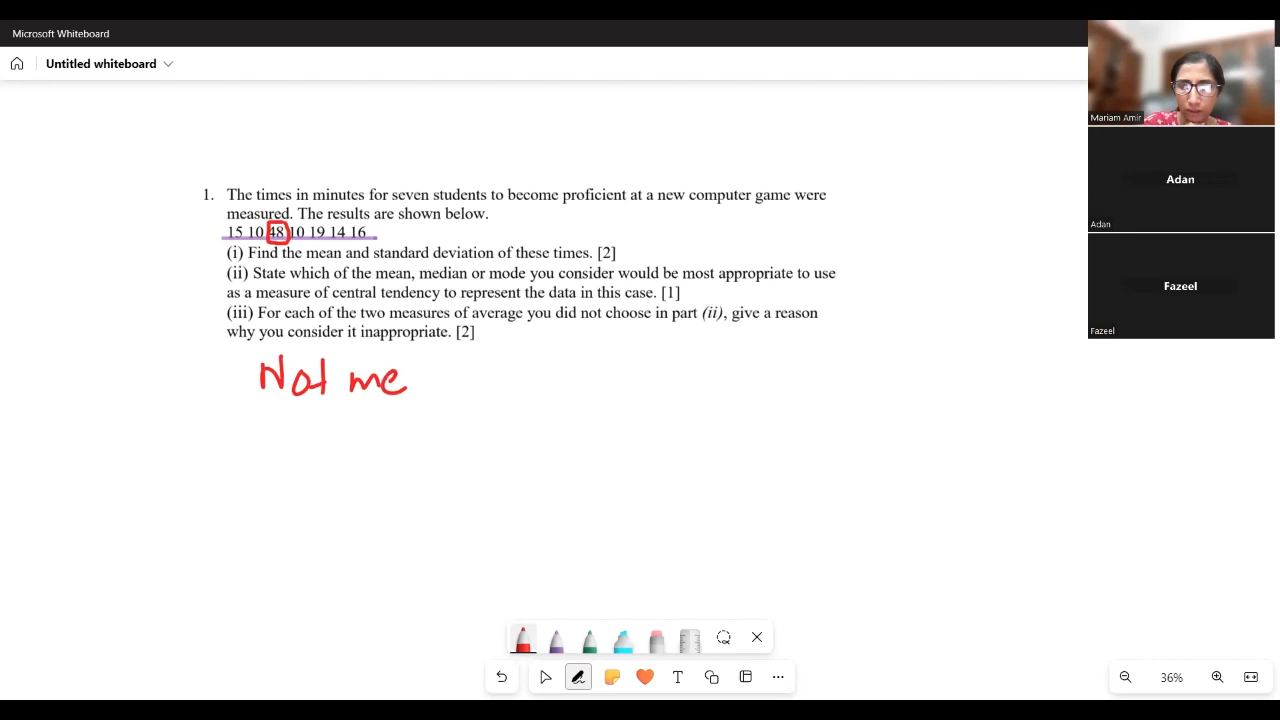 Microsoft Whiteboard
Untitled whiteboard
1. The times in minutes for seven students to become proficient at a new computer game were
measured. The results are shown below.
15 10 48 10 19 14 16
(i) Find the mean and standard deviation of these times. [2]
(ii) State which of the mean, median or mode you consider would be most appropriate to use
as a measure of central tendency to represent the data in this case. [1]
(iii) For each of the two measures of average you did not choose in part (ii), give a reason
why you consider it inappropriate. [2]
Not me
Mariam Amir
Adan
Adan
Fazeel
Fazeel
T
36%